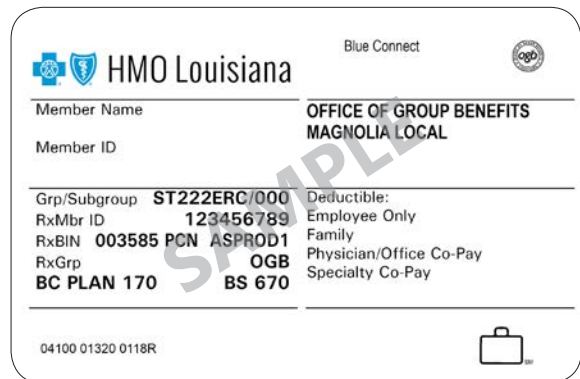 HMO Louisiana
Blue Connect
ogb
Member Name
Member ID
OFFICE OF GROUP BENEFITS
MAGNOLIA LOCAL
Grp/Subgroup ST222ERC/000
RxMbr ID 123456789
RxBIN 003585 PCN ASPROD1
RxGrp OGB
BC PLAN 170 BS 670
Deductible:
Employee Only
Family
Physician/Office Co-Pay
Specialty Co-Pay
SAMPLE
04100 01320 0118R
SM